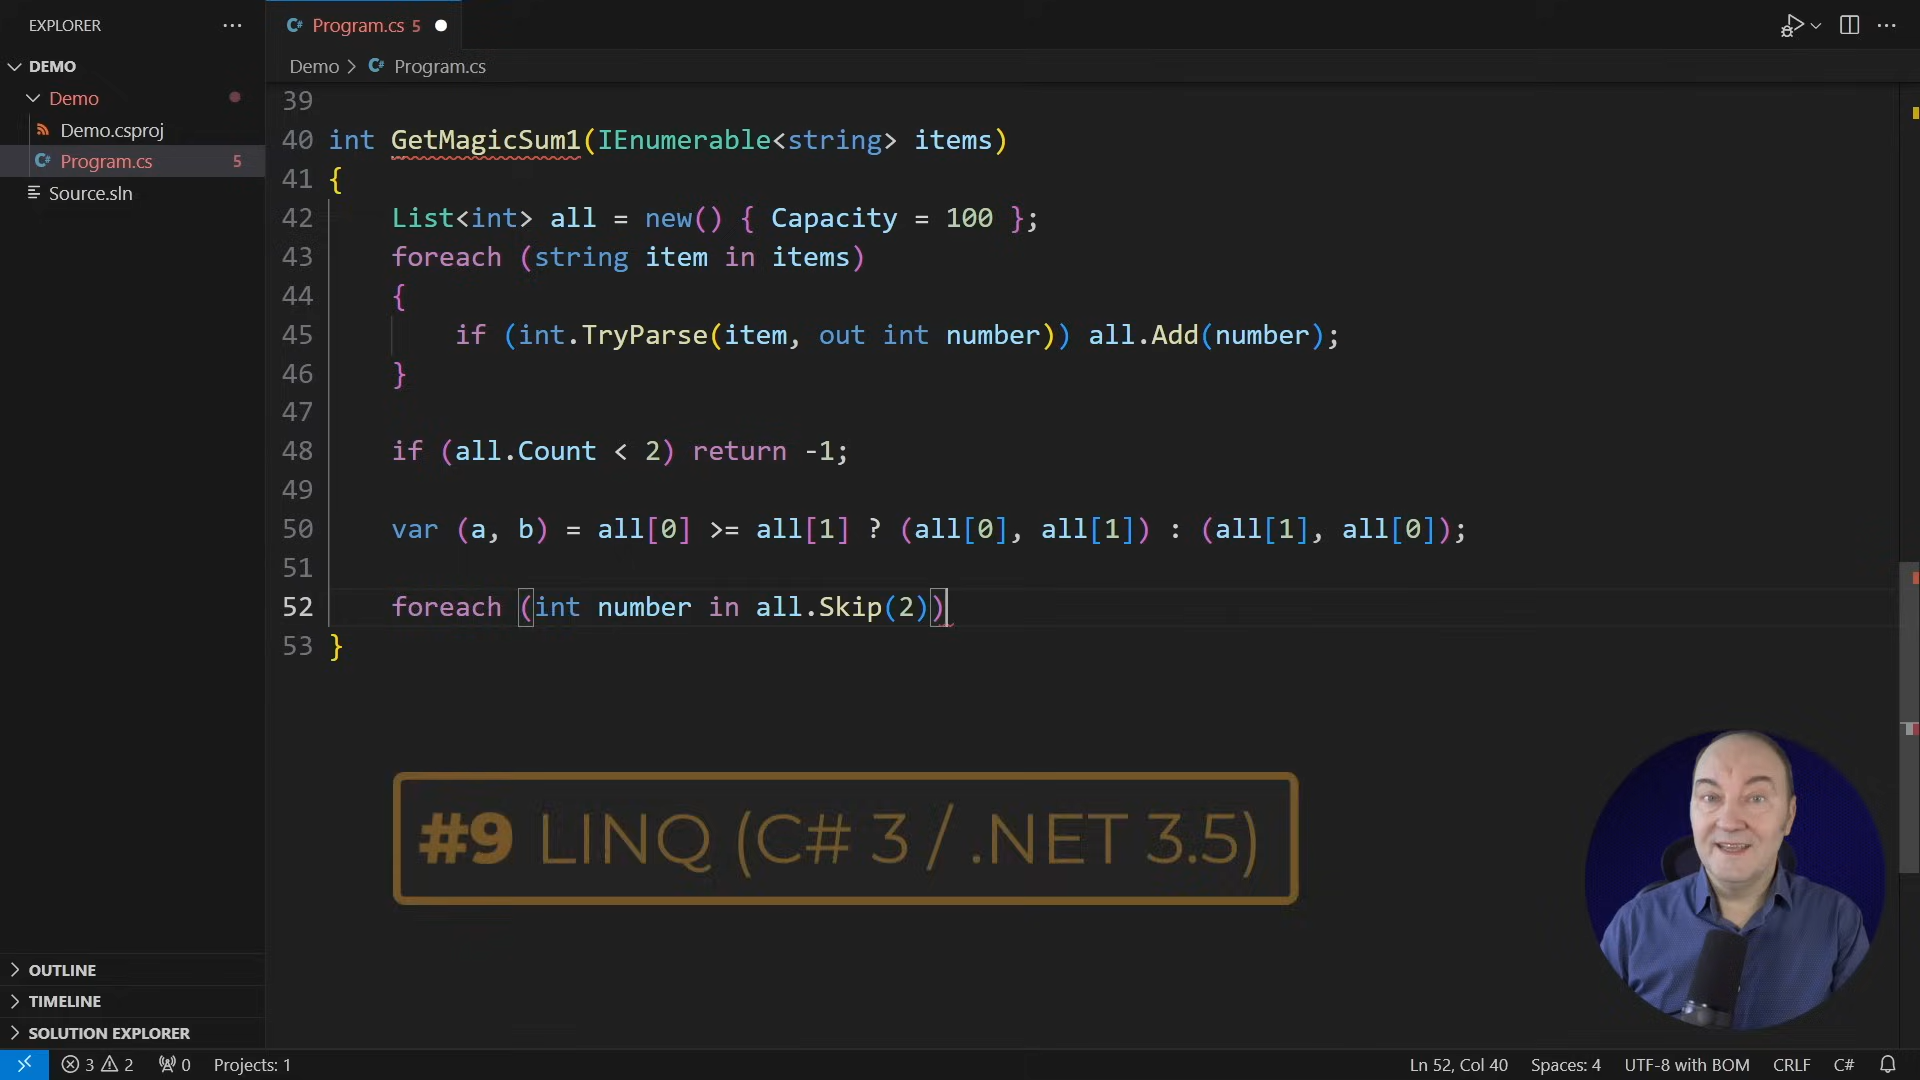 EXPLORER
Program.cs 5
DEMO
Demo > Program.cs
Demo
Demo.csproj
Program.cs 5
Source.sln
39
40 int GetMagicSum1(IEnumerable<string> items)
41 {
42 List<int> all = new() { Capacity = 100 };
43 foreach (string item in items)
44 {
45 if (int.TryParse(item, out int number)) all.Add(number);
46 }
47
48 if (all.Count < 2) return -1;
49
50 var (a, b) = all[0] >= all[1] ? (all[0], all[1]) : (all[1], all[0]);
51
52 foreach (int number in all.Skip(2))
53 }
#9 LINQ (C# 3 / .NET 3.5)
OUTLINE
TIMELINE
SOLUTION EXPLORER
3 2 0 Projects: 1 Ln 52, Col 40 Spaces: 4 UTF-8 with BOM CRLF C#